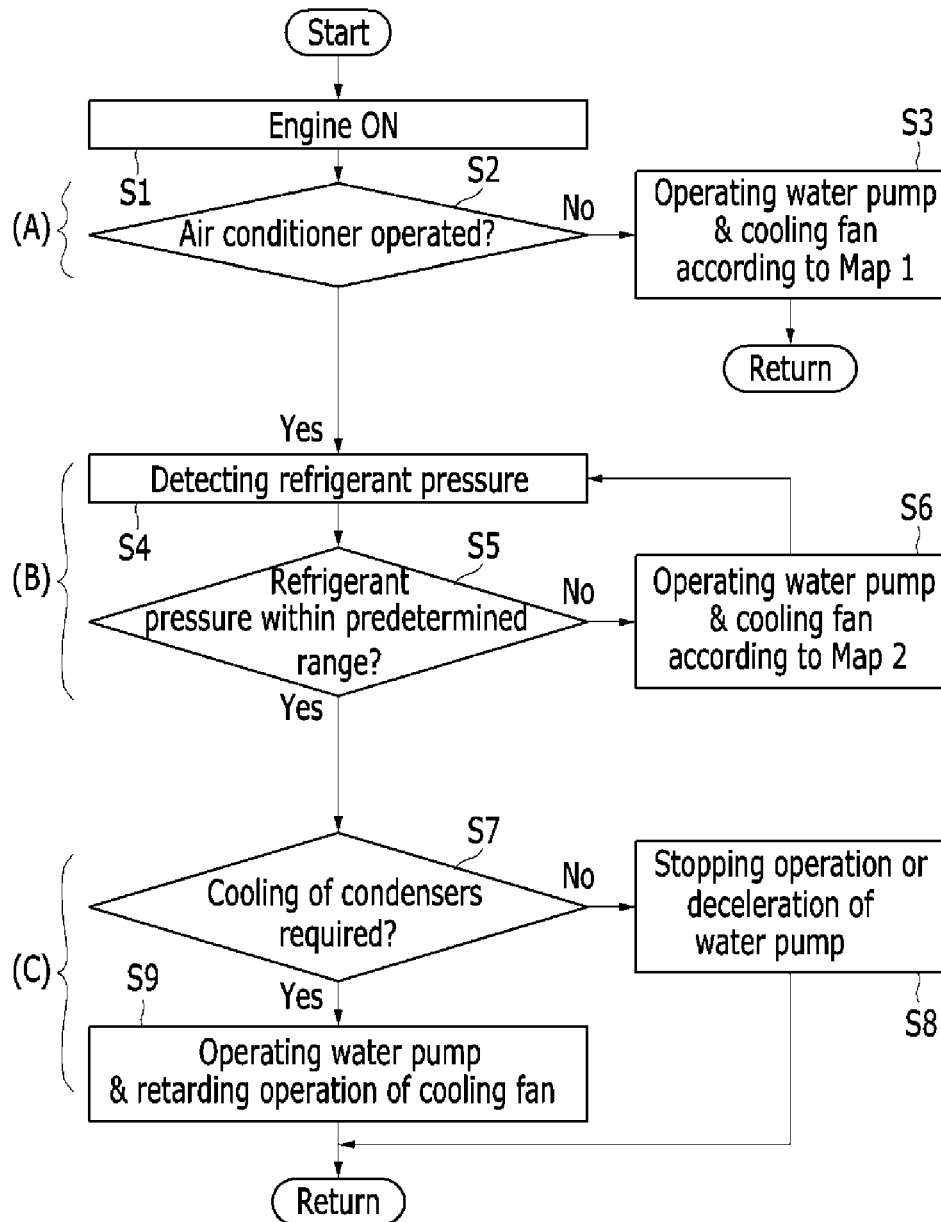 Start
Engine ON
S1
S2
S3
(A)
Air conditioner operated?
No
Operating water pump
& cooling fan
according to Map 1
Return
Yes
Detecting refrigerant pressure
S4
S5
S6
(B)
Refrigerant
pressure within predetermined
range?
No
Operating water pump
& cooling fan
according to Map 2
Yes
S7
Cooling of condensers
required?
No
Stopping operation or
deceleration of
water pump
S8
(C)
S9
Yes
Operating water pump
& retarding operation of cooling fan
Return